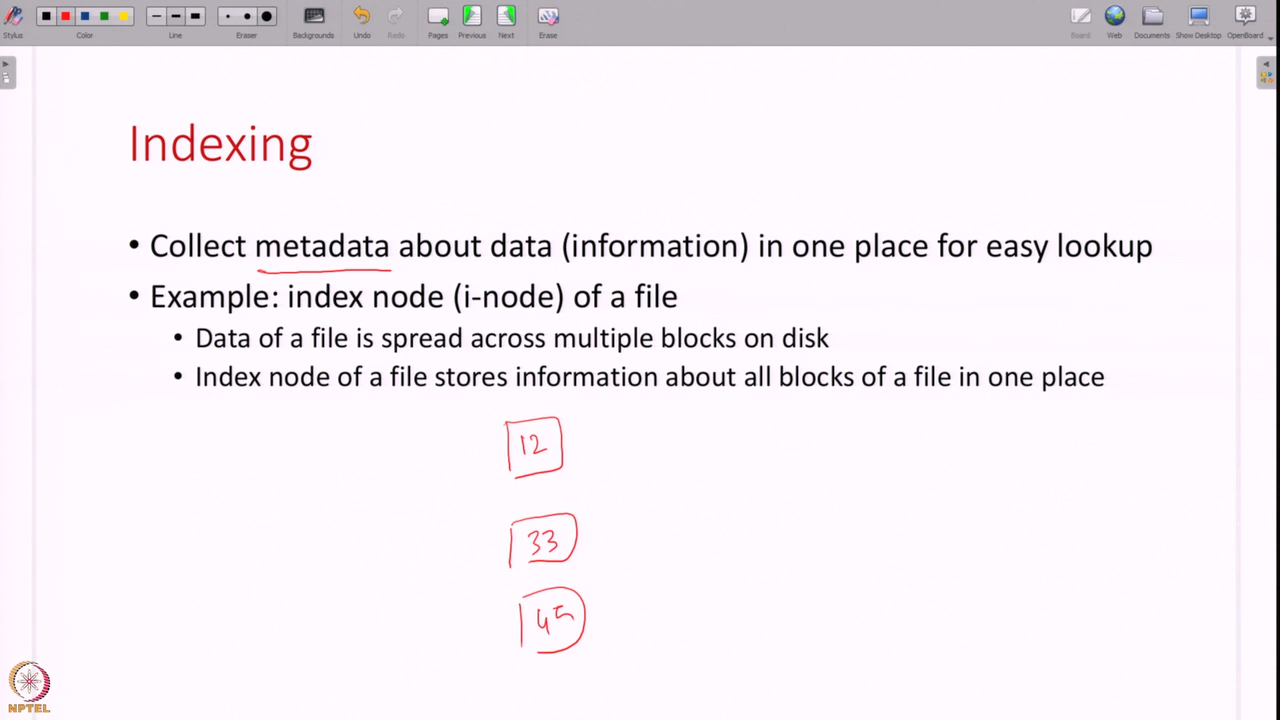 Stylus
Color
Line
Eraser
Backgrounds
Undo
Redo
Pages
Previous
Next
Erase
Board
Web
Documents
Show Desktop
OpenBoard
Indexing
• Collect metadata about data (information) in one place for easy lookup
• Example: index node (i-node) of a file
• Data of a file is spread across multiple blocks on disk
• Index node of a file stores information about all blocks of a file in one place
12
33
45
NPTEL